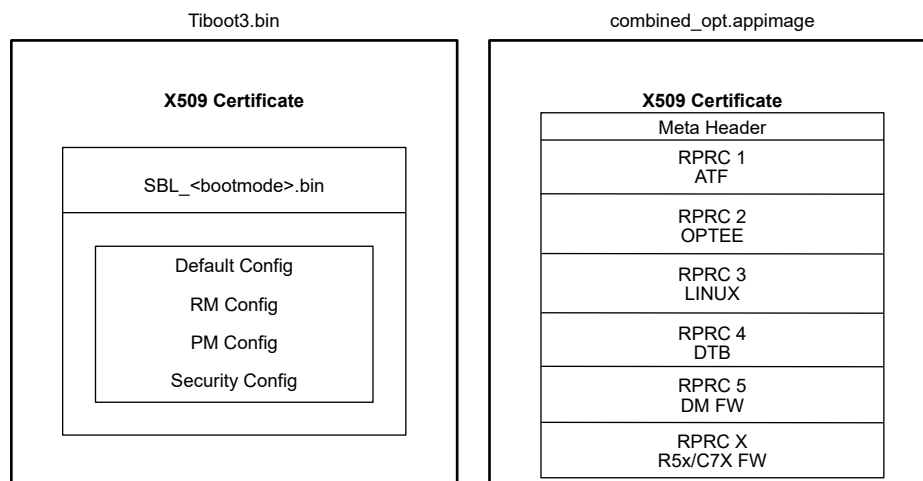 Tiboot3.bin
X509 Certificate
SBL_<bootmode>.bin
Default Config
RM Config
PM Config
Security Config
combined_opt.appimage
X509 Certificate
Meta Header
RPRC 1
ATF
RPRC 2
OPTEE
RPRC 3
LINUX
RPRC 4
DTB
RPRC 5
DM FW
RPRC X
R5x/C7X FW